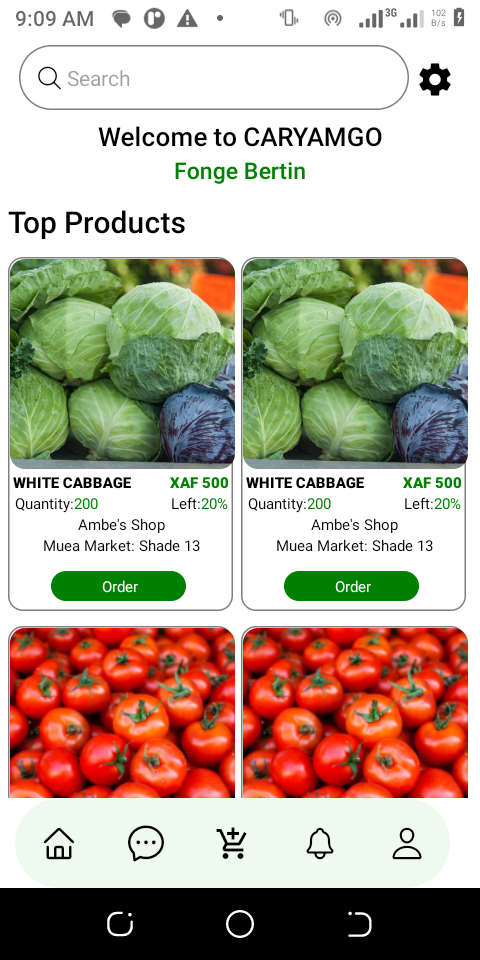 9:09 AM 3G 102 B/s
Search
Welcome to CARYAMGO
Fonge Bertin
Top Products
WHITE CABBAGE XAF 500 WHITE CABBAGE XAF 500
Quantity:200 Left:20% Quantity:200 Left:20%
Ambe's Shop Ambe's Shop
Muea Market: Shade 13 Muea Market: Shade 13
Order Order